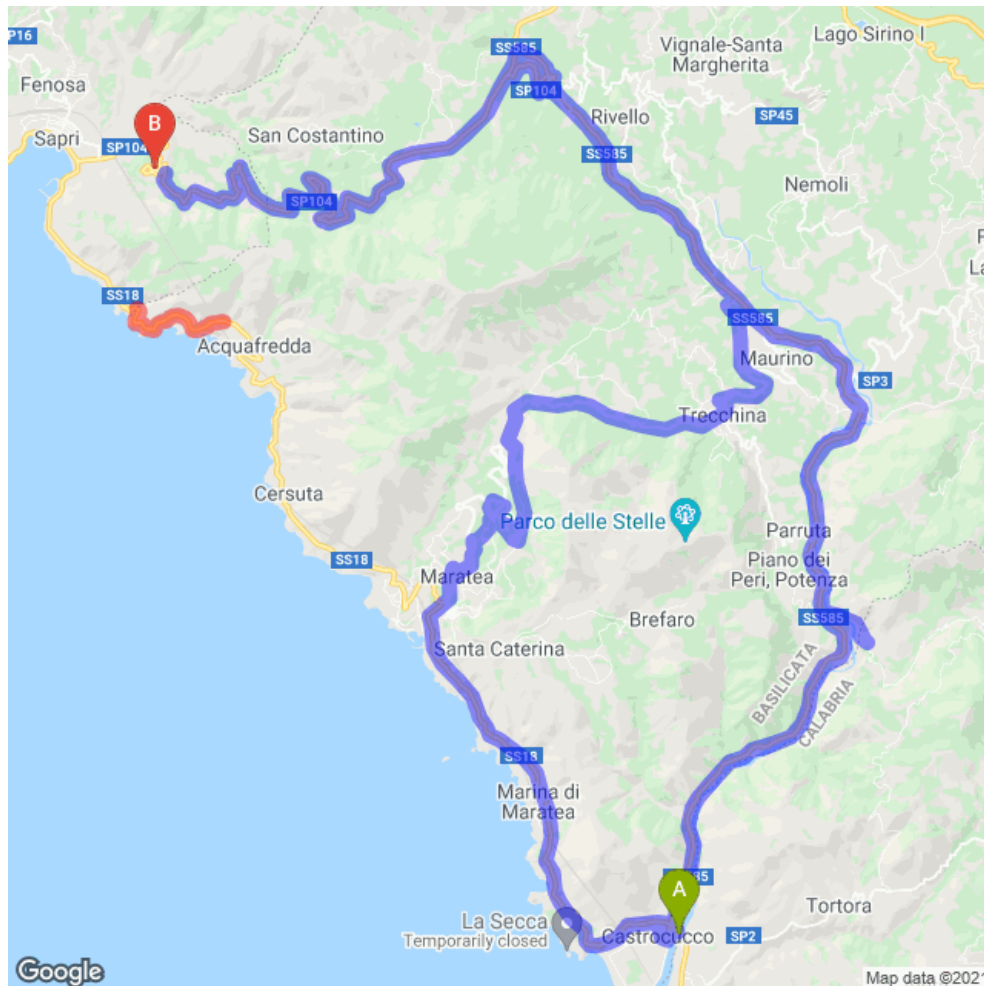 SP16
Fenosa
Sapri
SP104
B
San Costantino
SS585
SP104
Vignale-Santa
Margherita
Lago Sirino I
Rivello
SP45
SS585
Nemoli
SP104
SS18
Acquafredda
SS585
Maurino
SP3
Trecchina
Cersuta
Parco delle Stelle
Parruta
SS18
Maratea
Piano dei
Peri, Potenza
Brefaro
SS585
Santa Caterina
BASILICATA
CALABRIA
SS18
Marina di
Maratea
A
La Secca
Temporarily closed
Castrocucco
SP2
Tortora
Google
Map data ©2021